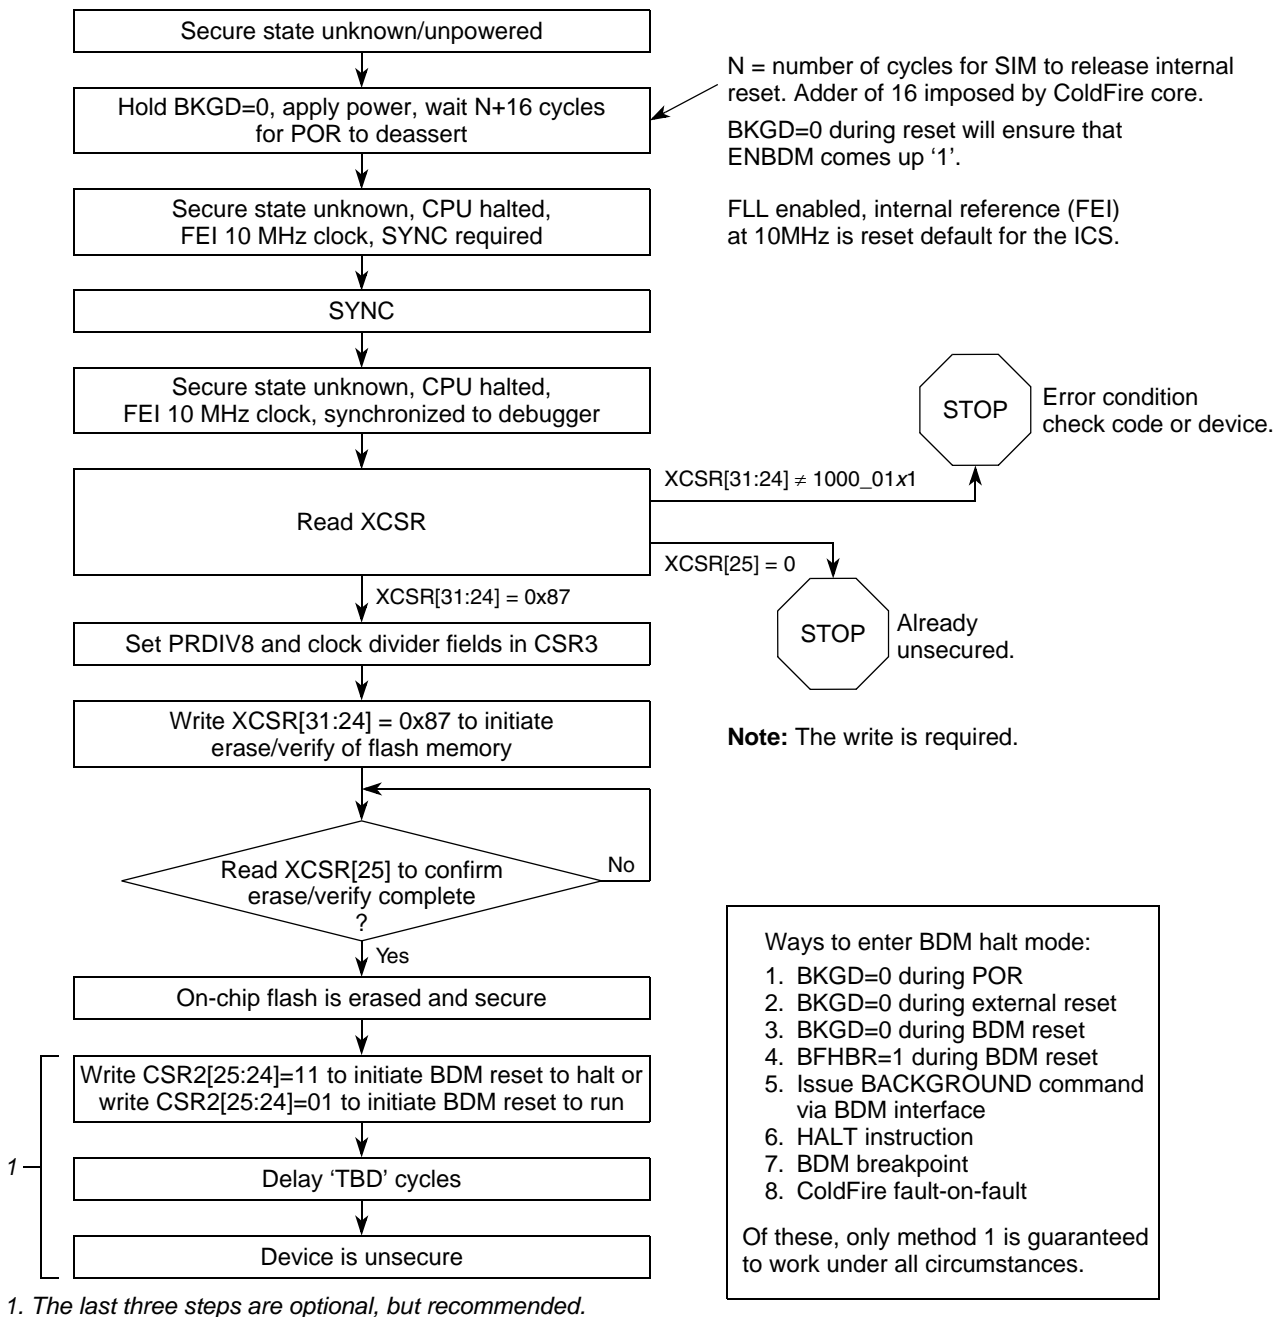 Secure state unknown/unpowered
Hold BKGD=0, apply power, wait N+16 cycles
for POR to deassert
N = number of cycles for SIM to release internal
reset. Adder of 16 imposed by ColdFire core.
BKGD=0 during reset will ensure that
ENBDM comes up ‘1’.
Secure state unknown, CPU halted,
FEI 10 MHz clock, SYNC required
FLL enabled, internal reference (FEI)
at 10MHz is reset default for the ICS.
SYNC
Secure state unknown, CPU halted,
FEI 10 MHz clock, synchronized to debugger
STOP
Error condition
check code or device.
Read XCSR
XCSR[31:24] ≠ 1000_01x1
XCSR[25] = 0
STOP
Already
unsecured.
XCSR[31:24] = 0x87
Set PRDIV8 and clock divider fields in CSR3
Write XCSR[31:24] = 0x87 to initiate
erase/verify of flash memory
Note: The write is required.
Read XCSR[25] to confirm
erase/verify complete
?
No
Yes
On-chip flash is erased and secure
Write CSR2[25:24]=11 to initiate BDM reset to halt or
write CSR2[25:24]=01 to initiate BDM reset to run
1
Delay ‘TBD’ cycles
Device is unsecure
Ways to enter BDM halt mode:
1. BKGD=0 during POR
2. BKGD=0 during external reset
3. BKGD=0 during BDM reset
4. BFHBR=1 during BDM reset
5. Issue BACKGROUND command
via BDM interface
6. HALT instruction
7. BDM breakpoint
8. ColdFire fault-on-fault
Of these, only method 1 is guaranteed
to work under all circumstances.
1. The last three steps are optional, but recommended.